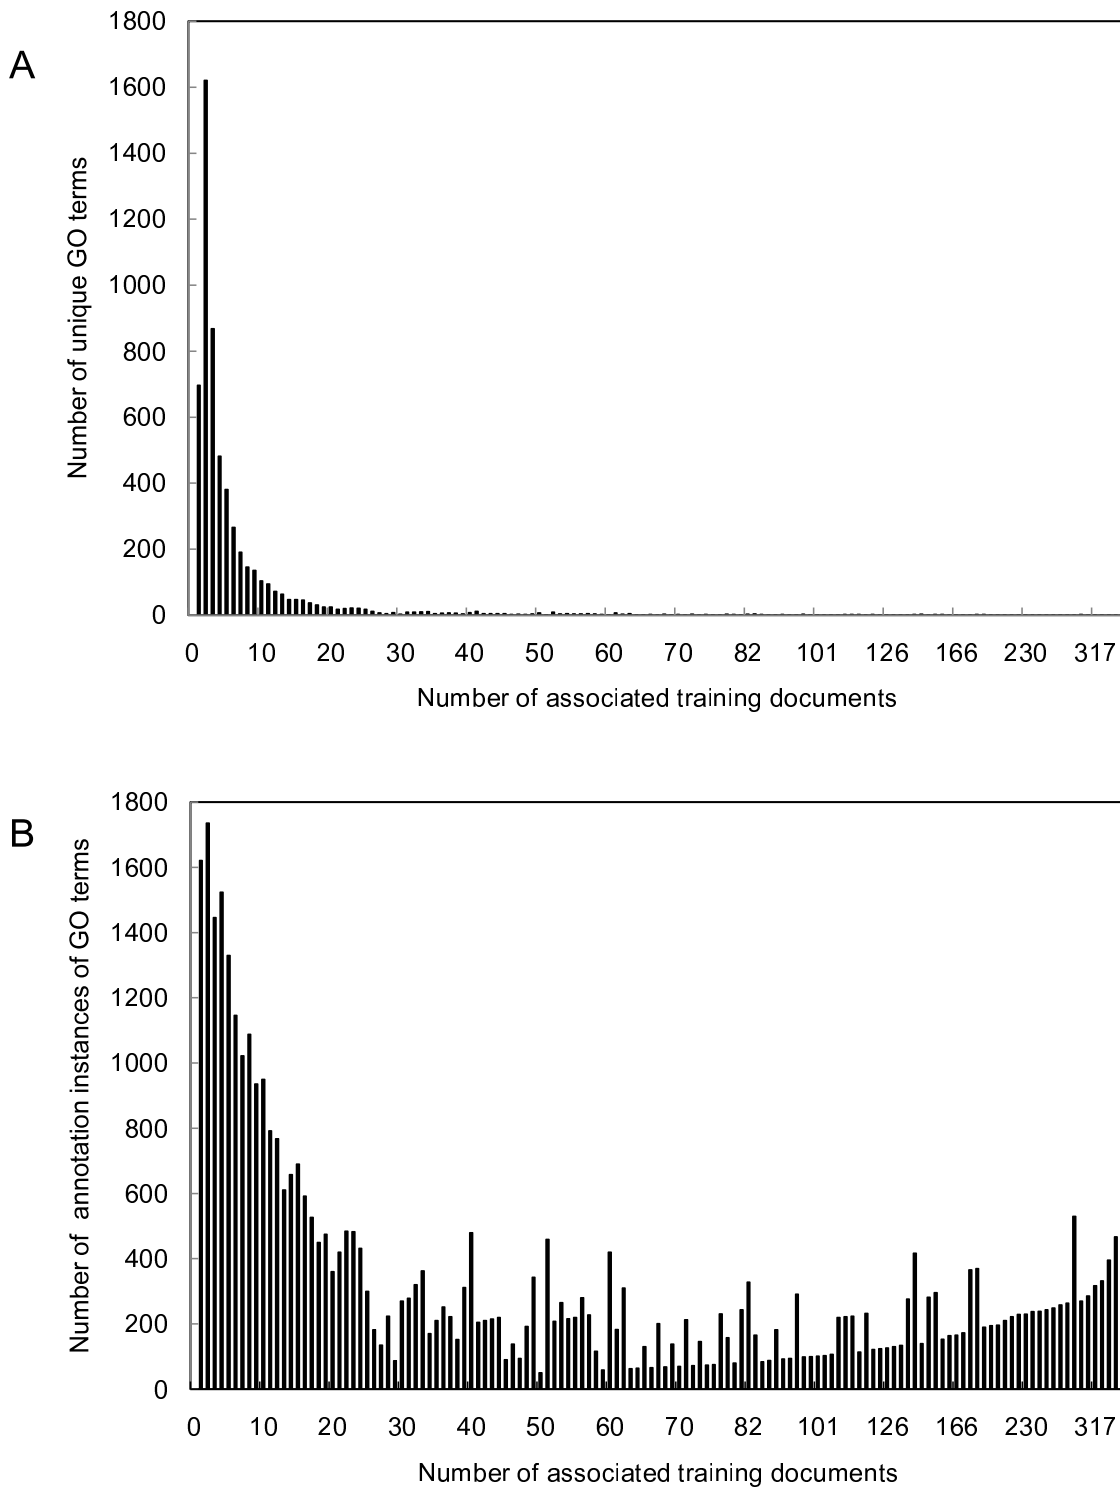 A
Number of unique GO terms
1800
1600
1400
1200
1000
800
600
400
200
0
0 10 20 30 40 50 60 70 82 101 126 166 230 317
Number of associated training documents
B
Number of annotation instances of GO terms
1800
1600
1400
1200
1000
800
600
400
200
0
0 10 20 30 40 50 60 70 82 101 126 166 230 317
Number of associated training documents